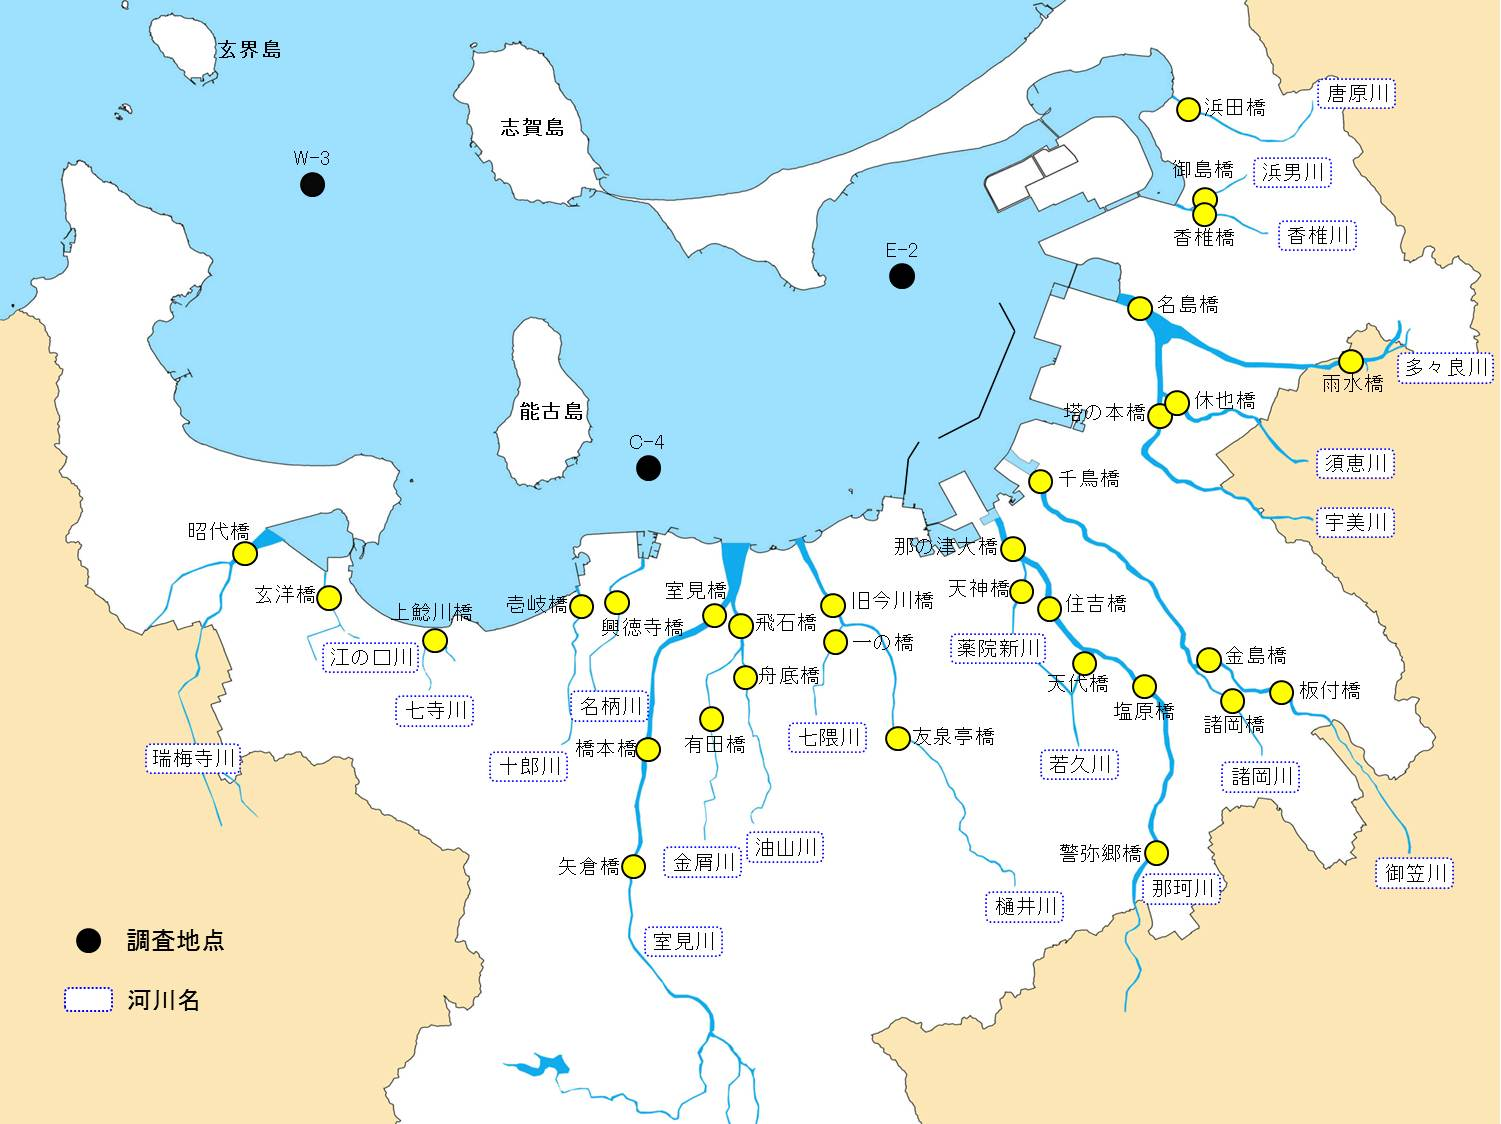 玄界島
志賀島
W-3
唐原川
浜田橋
御島橋
浜男川
香椎橋
香椎川
E-2
名島橋
多々良川
雨水橋
休也橋
塔の本橋
能古島
C-4
須恵川
千鳥橋
宇美川
昭代橋
那の津大橋
玄洋橋
上鯰川橋
壱岐橋
興徳寺橋
室見橋
飛石橋
旧今川橋
一の橋
天神橋
住吉橋
薬院新川
江の口川
七寺川
名柄川
舟底橋
天代橋
塩原橋
金島橋
板付橋
諸岡橋
瑞梅寺川
十郎川
橋本橋
有田橋
七隈川
友泉亭橋
若久川
諸岡川
矢倉橋
金屑川
油山川
警弥郷橋
那珂川
御笠川
樋井川
室見川
調査地点
河川名